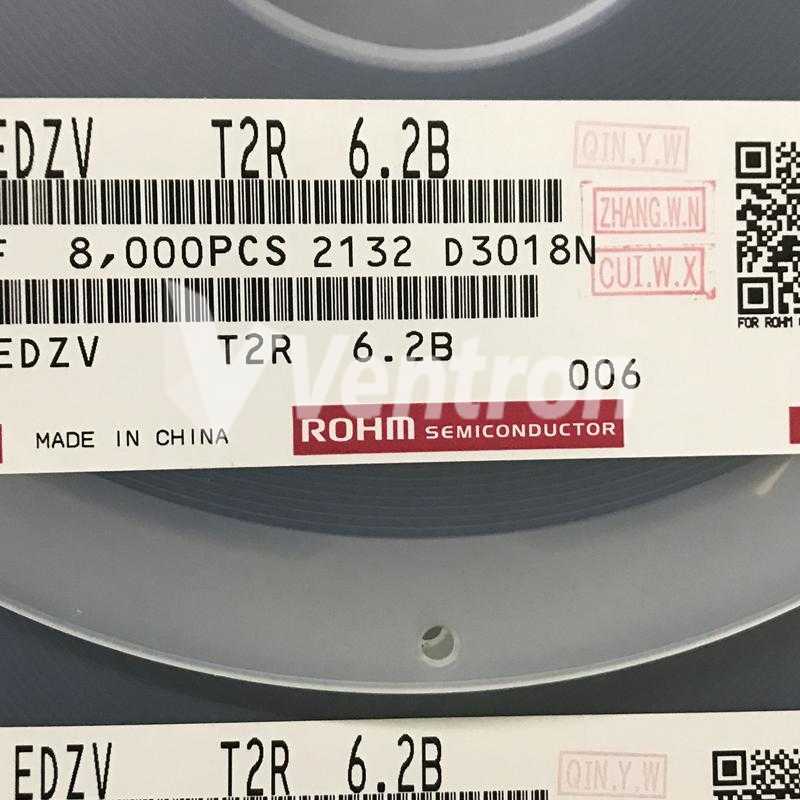 EDZV T2R 6.2B
QIN.Y.W
ZHANG.W.N
F 8,000PCS 2132 D3018N
CUI.W.X
FOR ROHM
EDZV T2R 6.2B
006
Ventron
MADE IN CHINA
ROHM SEMICONDUCTOR
EDZV T2R 6.2B
QIN.Y.W